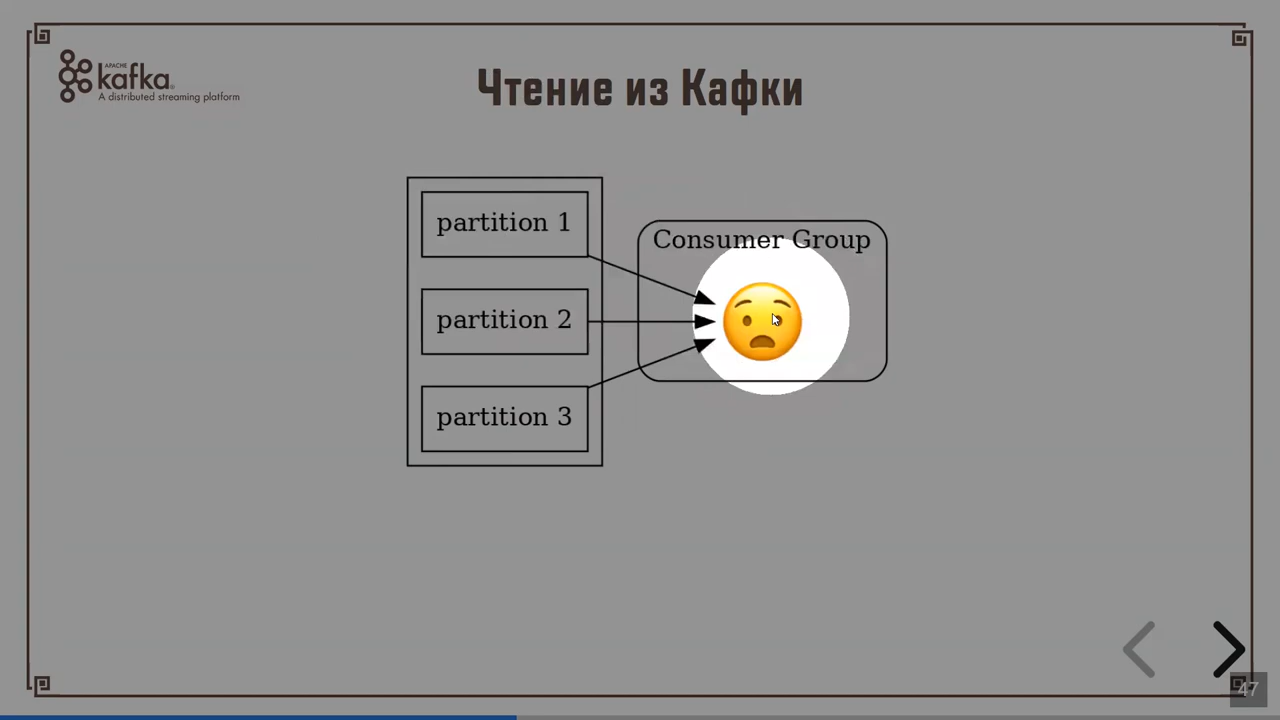 APACHE
kafka
A distributed streaming platform
Чтение из Кафки
partition 1
Consumer Group
partition 2
partition 3
47